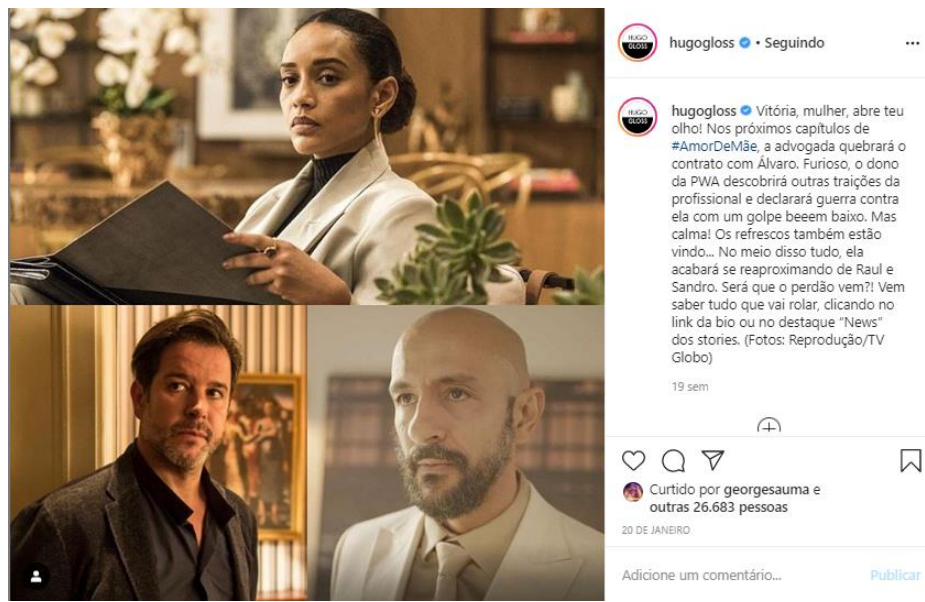 HUGO
GLOSS
hugogloss • Seguindo
HUGO
GLOSS
hugogloss Vitória, mulher, abre teu
olho! Nos próximos capítulos de
#AmorDeMãe, a advogada quebrará o
contrato com Álvaro. Furioso, o dono
da PWA descobrirá outras traições da
profissional e declarará guerra contra
ela com um golpe beeem baixo. Mas
calma! Os refrescos também estão
vindo... No meio disso tudo, ela
acabará se reaproximando de Raul e
Sandro. Será que o perdão vem?! Vem
saber tudo que vai rolar, clicando no
link da bio ou no destaque “News”
dos stories. (Fotos: Reprodução/TV
Globo)
19 sem
Curtido por georgesauma e
outras 26.683 pessoas
20 DE JANEIRO
Adicione um comentário... Publicar